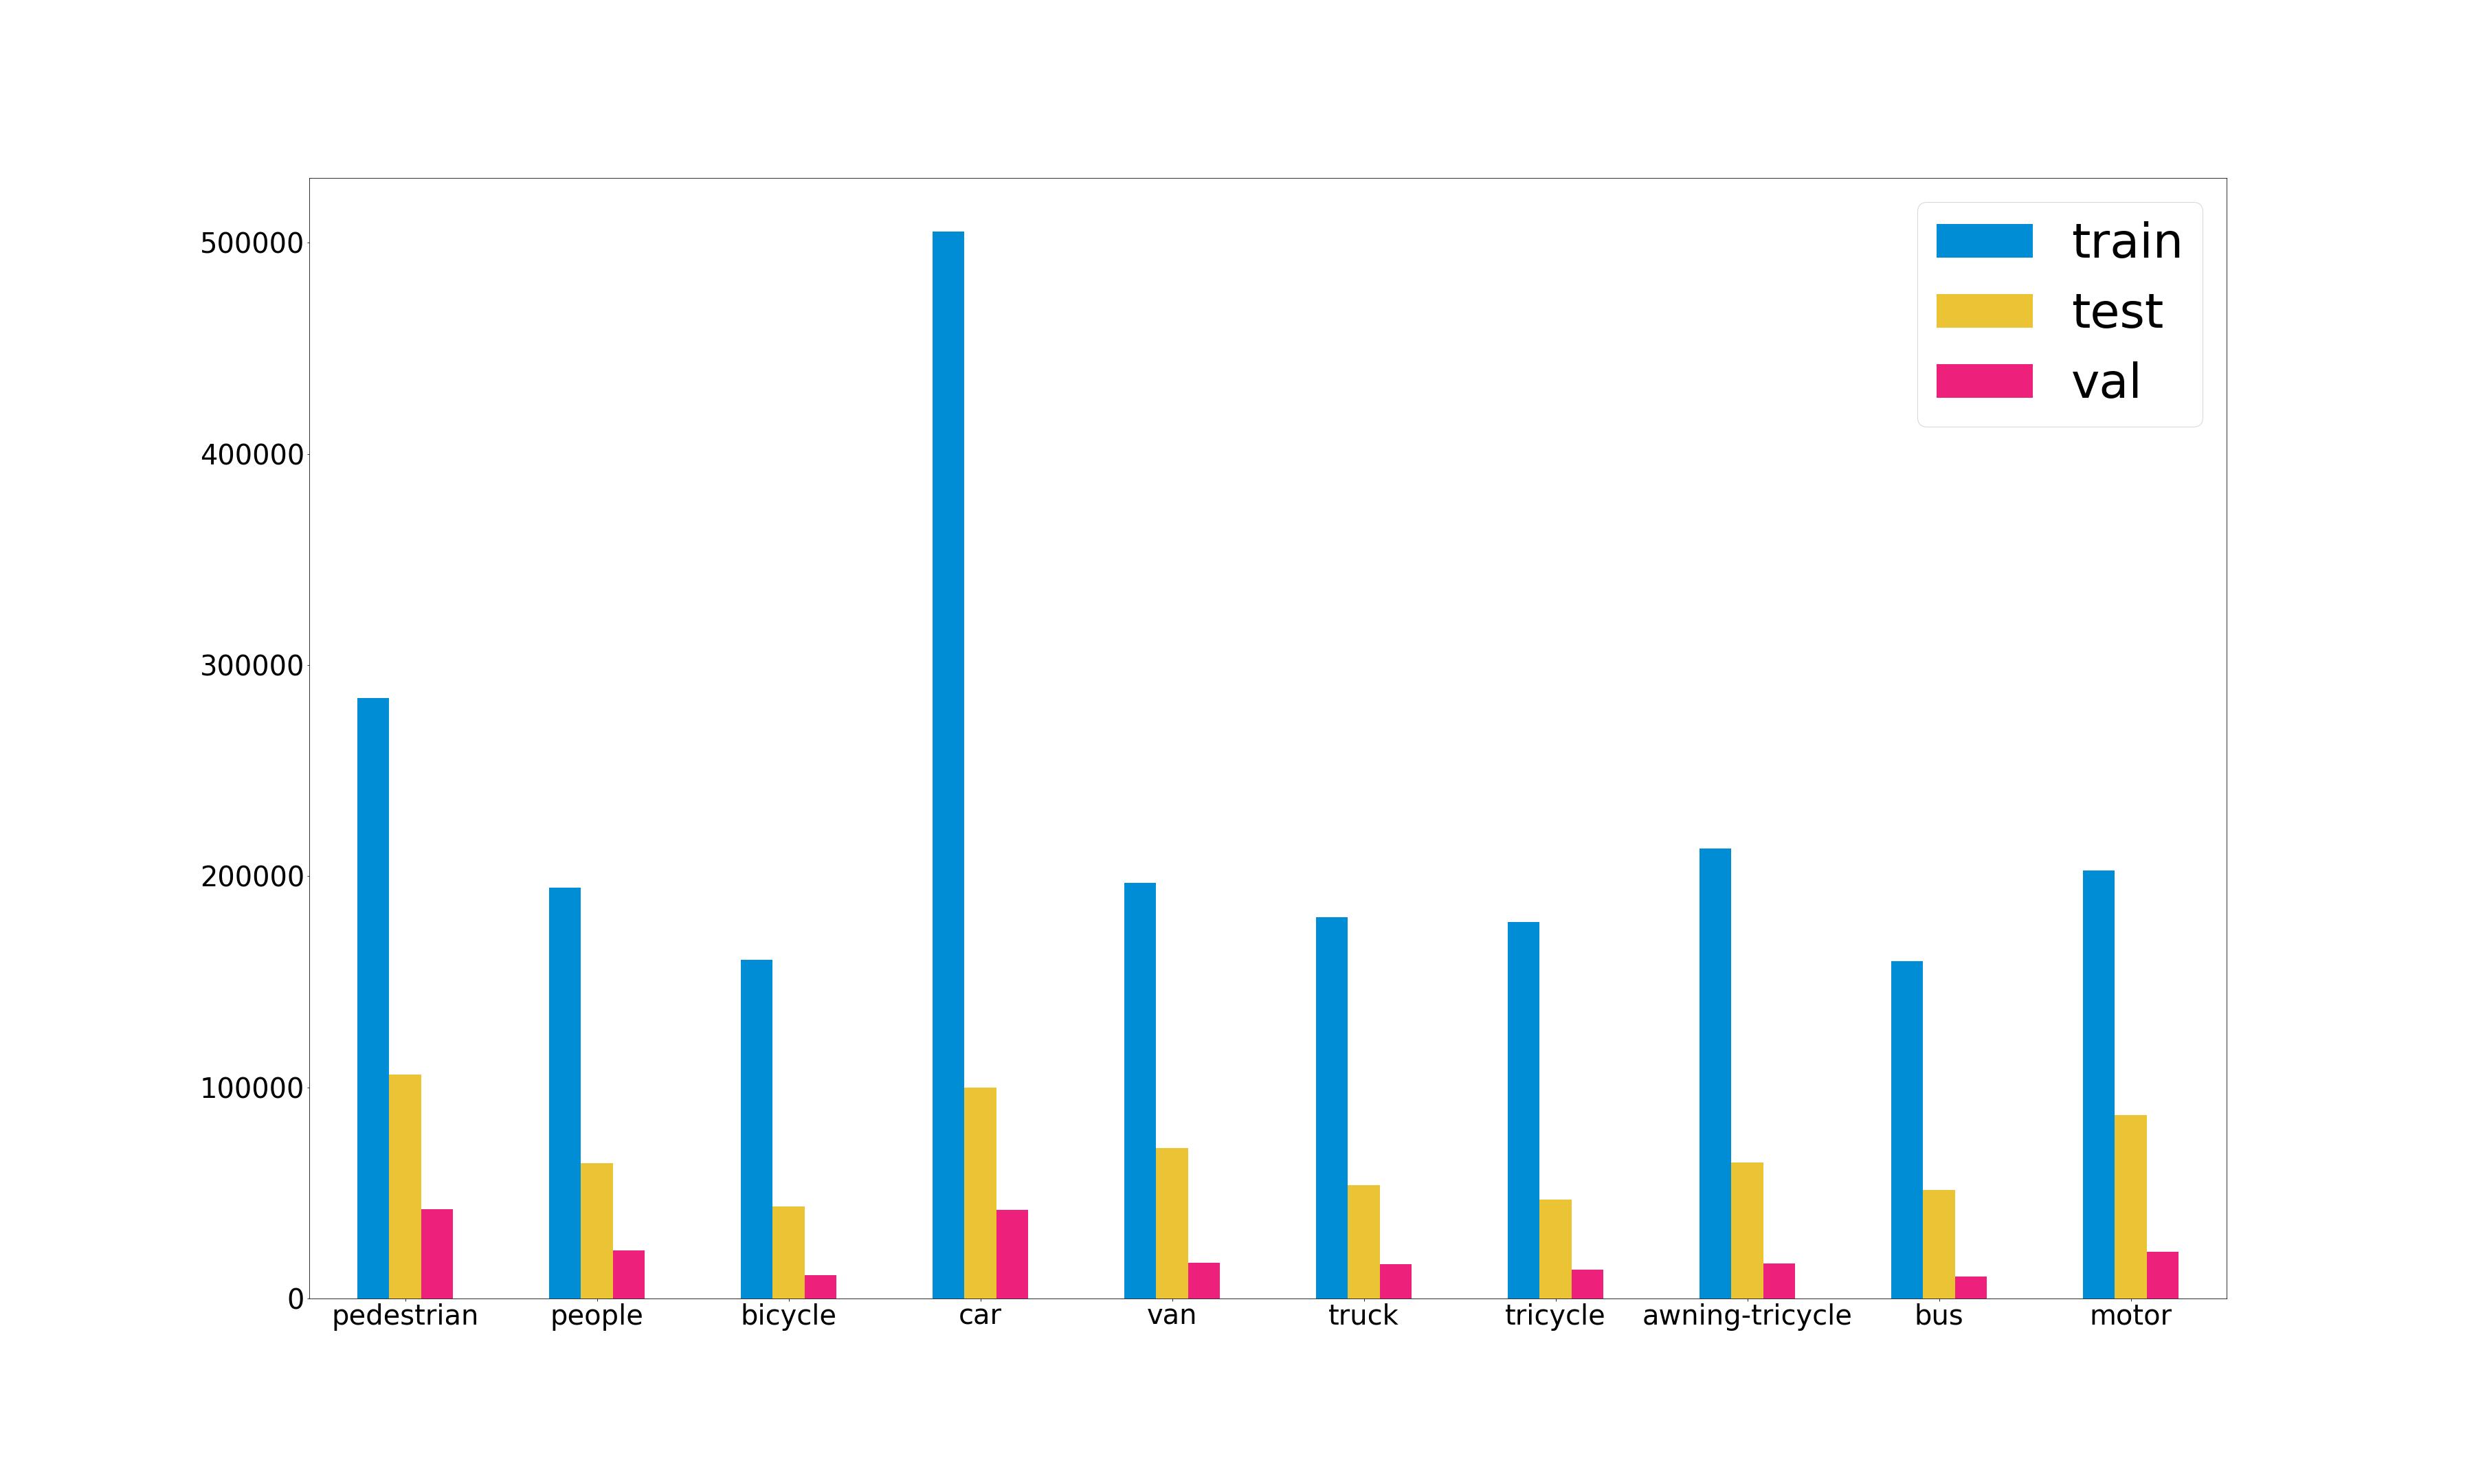 500000
400000
300000
200000
100000
0
pedestrian people bicycle car van truck tricycle awning-tricycle bus motor
train
test
val